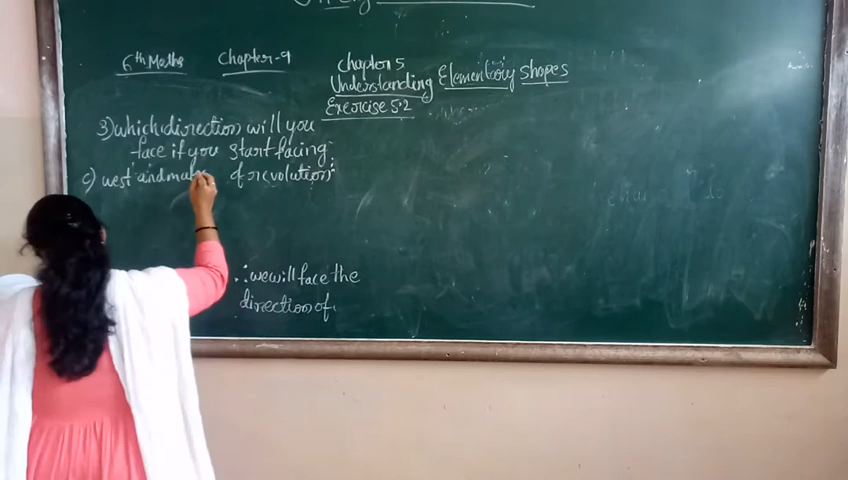 6th Maths
Chapter-9
Chapter 5
Understanding Elementary shapes
Exercise 5.2
3) which direction will you
face if you start facing
c) west and make of revolution
∴ we will face the
direction of